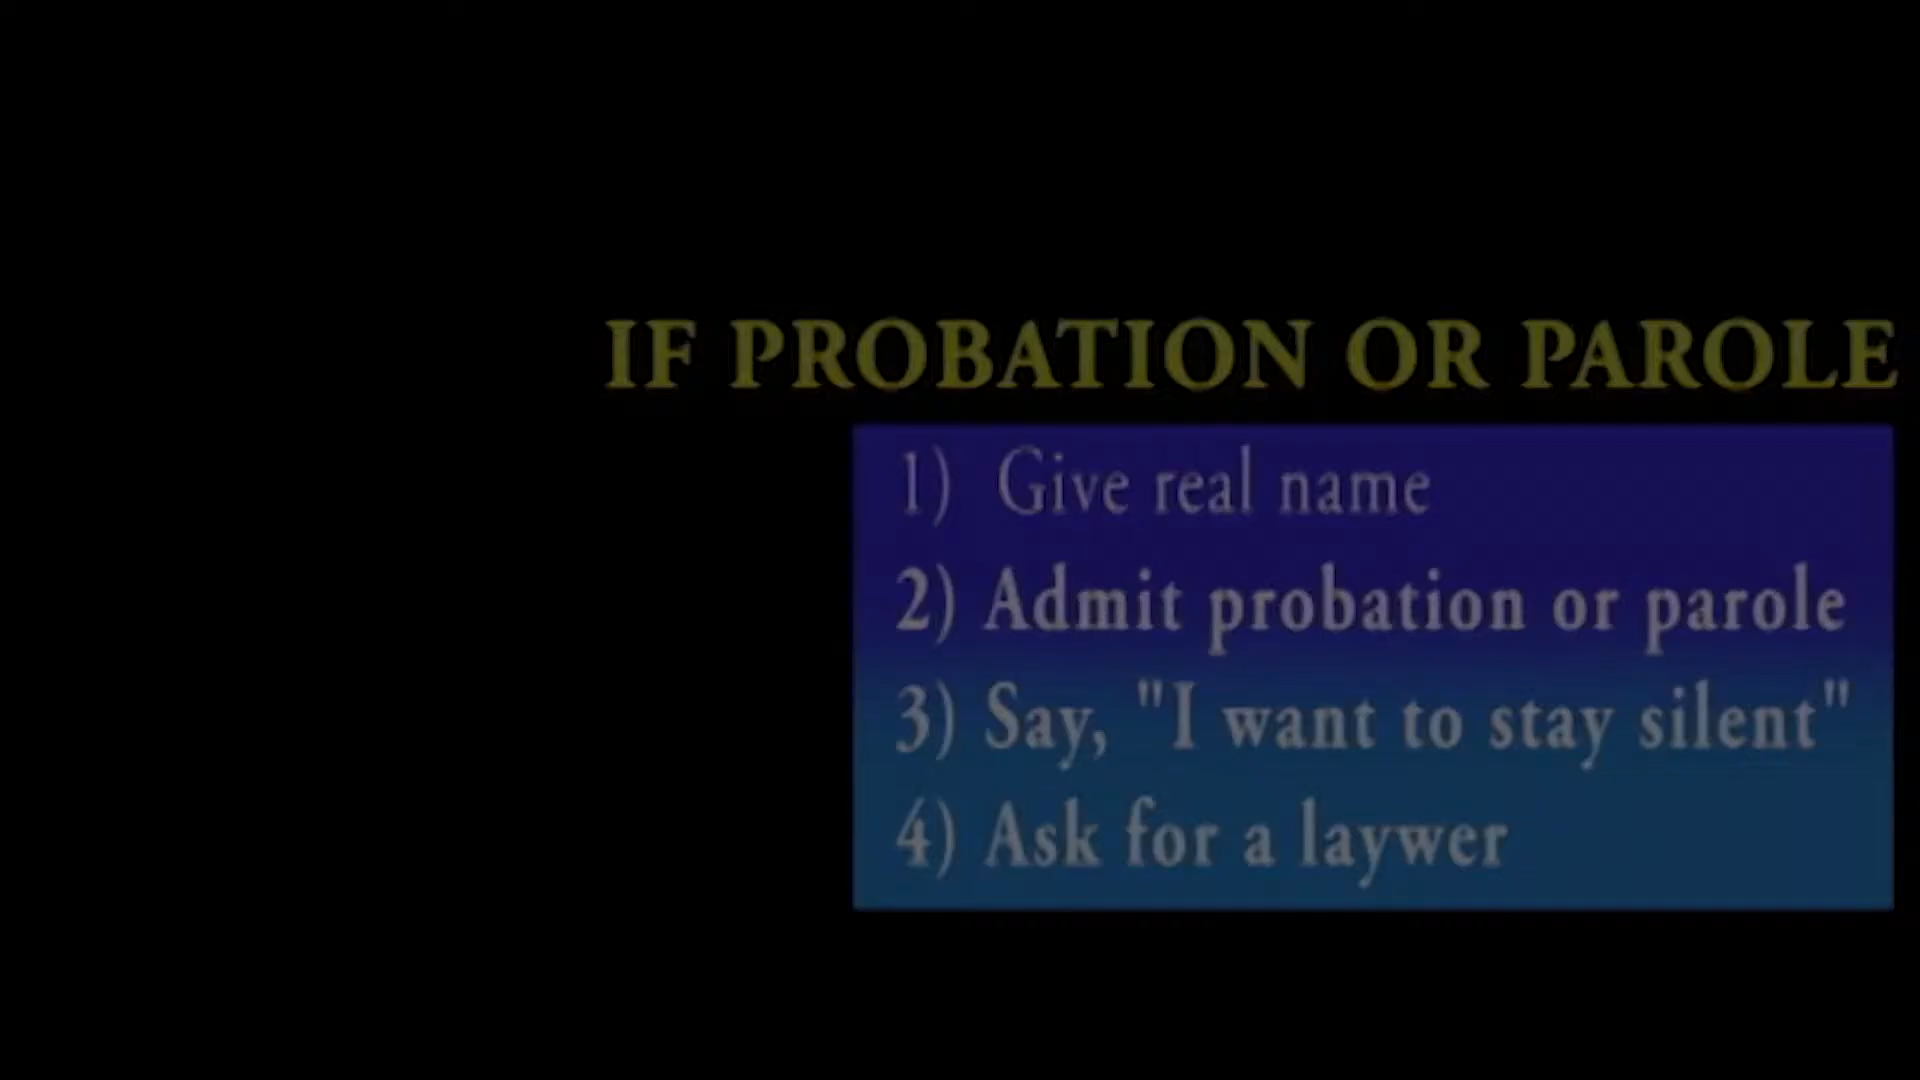 IF PROBATION OR PAROLE
1) Give real name
2) Admit probation or parole
3) Say, "I want to stay silent"
4) Ask for a laywer